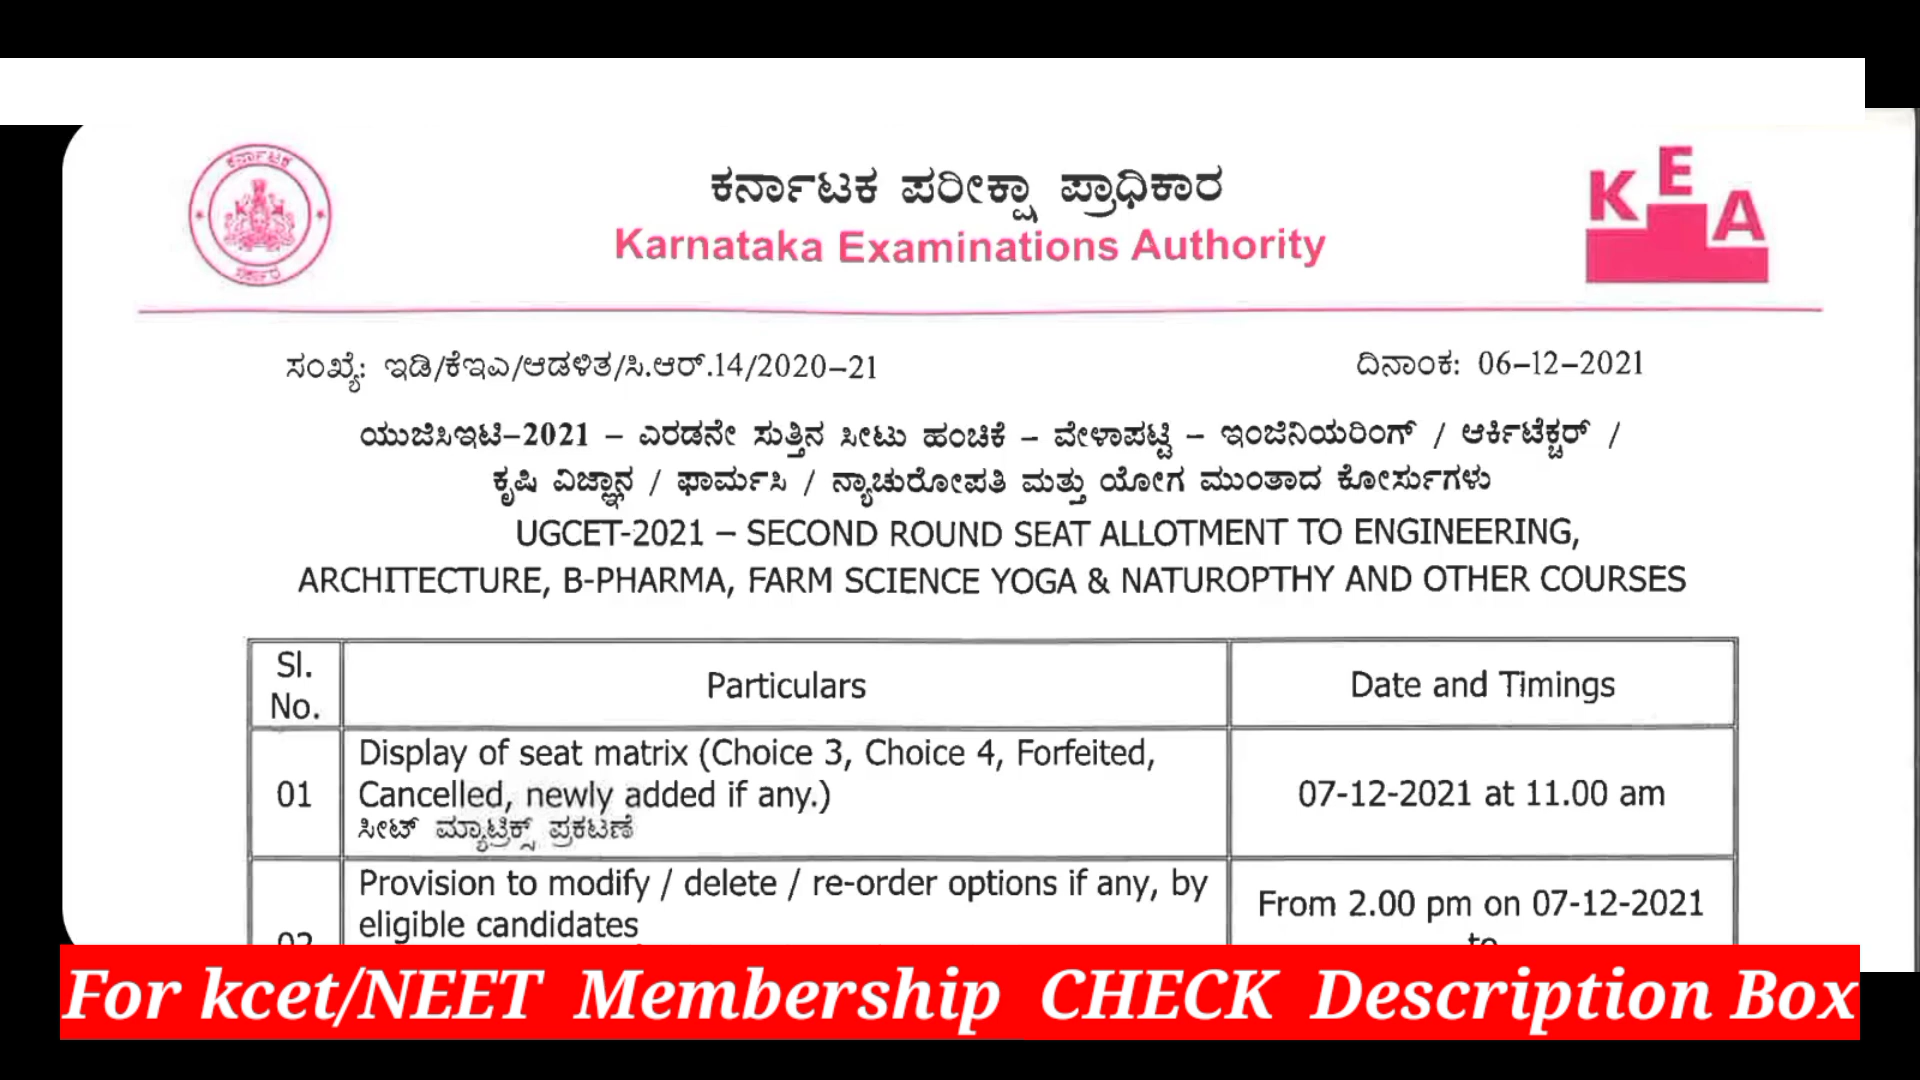 ಕರ್ನಾಟಕ
ಸರ್ಕಾರ
ಕರ್ನಾಟಕ ಪರೀಕ್ಷಾ ಪ್ರಾಧಿಕಾರ
Karnataka Examinations Authority
KEA
ಸಂಖ್ಯೆ: ಇಡಿ/ಕೆಇಎ/ಆಡಳಿತ/ಸಿ.ಆರ್.14/2020-21
ದಿನಾಂಕ: 06-12-2021
ಯುಜಿಸಿಇಟಿ-2021 – ಎರಡನೇ ಸುತ್ತಿನ ಸೀಟು ಹಂಚಿಕೆ – ವೇಳಾಪಟ್ಟಿ – ಇಂಜಿನಿಯರಿಂಗ್ / ಆರ್ಕಿಟೆಕ್ಚರ್ /
ಕೃಷಿ ವಿಜ್ಞಾನ / ಫಾರ್ಮಸಿ / ನ್ಯಾಚುರೋಪತಿ ಮತ್ತು ಯೋಗ ಮುಂತಾದ ಕೋರ್ಸುಗಳು
UGCET-2021 – SECOND ROUND SEAT ALLOTMENT TO ENGINEERING,
ARCHITECTURE, B-PHARMA, FARM SCIENCE YOGA & NATUROPTHY AND OTHER COURSES
Sl.
No.
Particulars
Date and Timings
01
Display of seat matrix (Choice 3, Choice 4, Forfeited,
Cancelled, newly added if any.)
ಸೀಟ್ ಮ್ಯಾಟ್ರಿಕ್ಸ್ ಪ್ರಕಟಣೆ
07-12-2021 at 11.00 am
02
Provision to modify / delete / re-order options if any, by
eligible candidates
From 2.00 pm on 07-12-2021
to
For kcet/NEET Membership CHECK Description Box